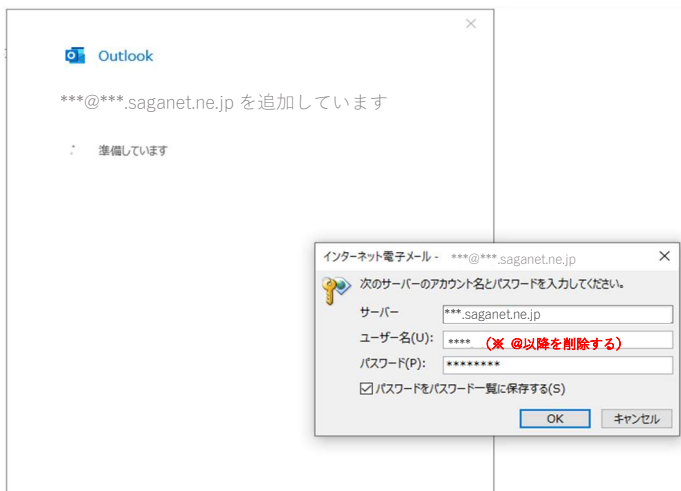 Outlook
***@***.saganet.ne.jp を追加しています
準備しています
インターネット電子メール - ***@***.saganet.ne.jp
次のサーバーのアカウント名とパスワードを入力してください。
サーバー ***.saganet.ne.jp
ユーザー名(U): **** (※ @以降を削除する)
パスワード(P): ********
パスワードをパスワード一覧に保存する(S)
OK キャンセル